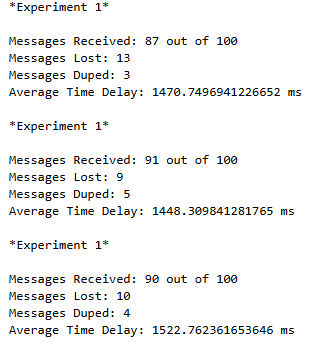 *Experiment 1*
Messages Received: 87 out of 100
Messages Lost: 13
Messages Duped: 3
Average Time Delay: 1470.7496941226652 ms
*Experiment 1*
Messages Received: 91 out of 100
Messages Lost: 9
Messages Duped: 5
Average Time Delay: 1448.309841281765 ms
*Experiment 1*
Messages Received: 90 out of 100
Messages Lost: 10
Messages Duped: 4
Average Time Delay: 1522.762361653646 ms